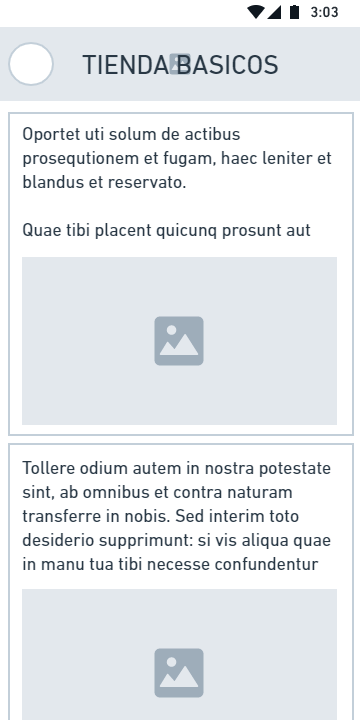 3:03
TIENDA BASICOS
Oportet uti solum de actibus
prosequtionem et fugam, haec leniter et
blandus et reservato.
Quae tibi placent quicunq prosunt aut
Tollere odium autem in nostra potestate
sint, ab omnibus et contra naturam
transferre in nobis. Sed interim toto
desiderio supprimunt: si vis aliqua quae
in manu tua tibi necesse confundentur